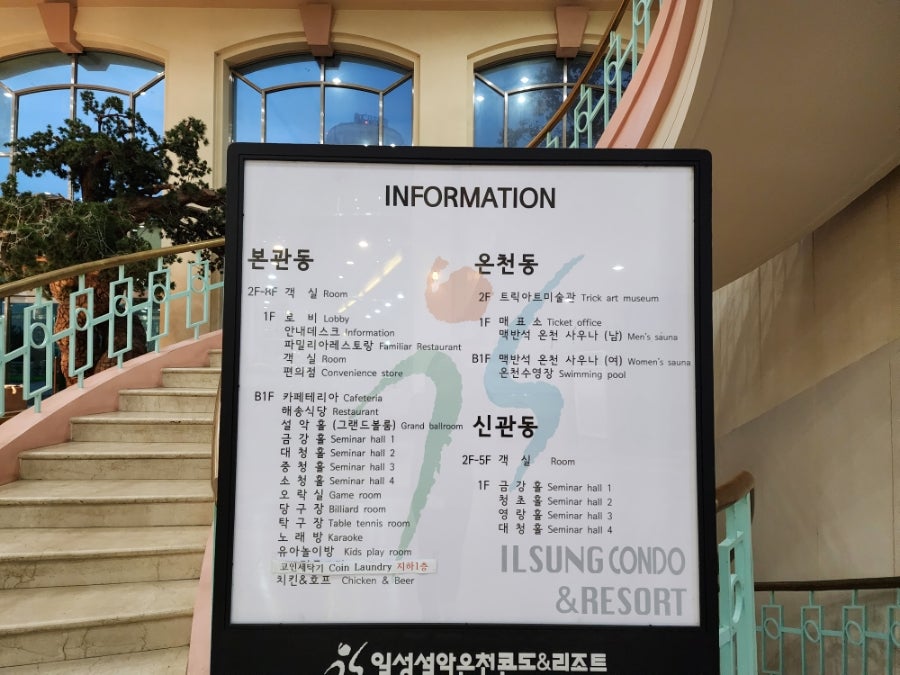 INFORMATION
본관동
2F-8F 객 실 Room
1F 로 비 Lobby
안내데스크 Information
파밀리아레스토랑 Familiar Restaurant
객 실 Room
편의점 Convenience store
B1F 카페테리아 Cafeteria
해송식당 Restaurant
설 악 홀 (그랜드볼룸) Grand ballroom
금 강 홀 Seminar hall 1
대 청 홀 Seminar hall 2
중 청 홀 Seminar hall 3
소 청 홀 Seminar hall 4
오 락 실 Game room
당 구 장 Billiard room
탁 구 장 Table tennis room
노 래 방 Karaoke
유아놀이방 Kids play room
코인세탁기 Coin Laundry 지하1층
치킨&호프 Chicken & Beer
온천동
2F 트릭아트미술관 Trick art museum
1F 매 표 소 Ticket office
맥반석 온천 사우나 (남) Men's sauna
B1F 맥반석 온천 사우나 (여) Women's sauna
온천수영장 Swimming pool
신관동
2F-5F 객 실 Room
1F 금 강 홀 Seminar hall 1
청 초 홀 Seminar hall 2
영 랑 홀 Seminar hall 3
대 청 홀 Seminar hall 4
ILSUNG CONDO
&RESORT
일성설악온천콘도&리조트